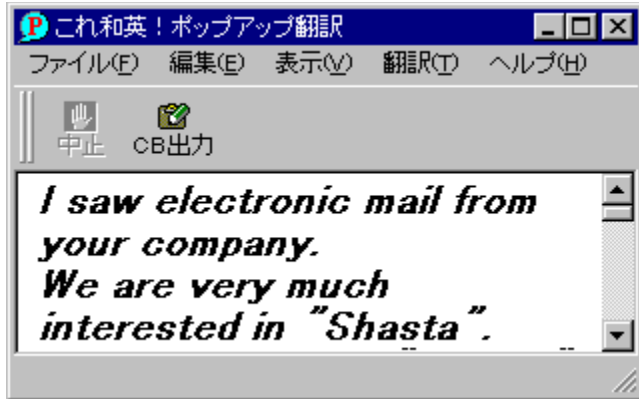 これ和英！ポップアップ翻訳
ファイル(F) 編集(E) 表示(V) 翻訳(T) ヘルプ(H)
中止 CB出力
I saw electronic mail from
your company.
We are very much
interested in "Shasta".